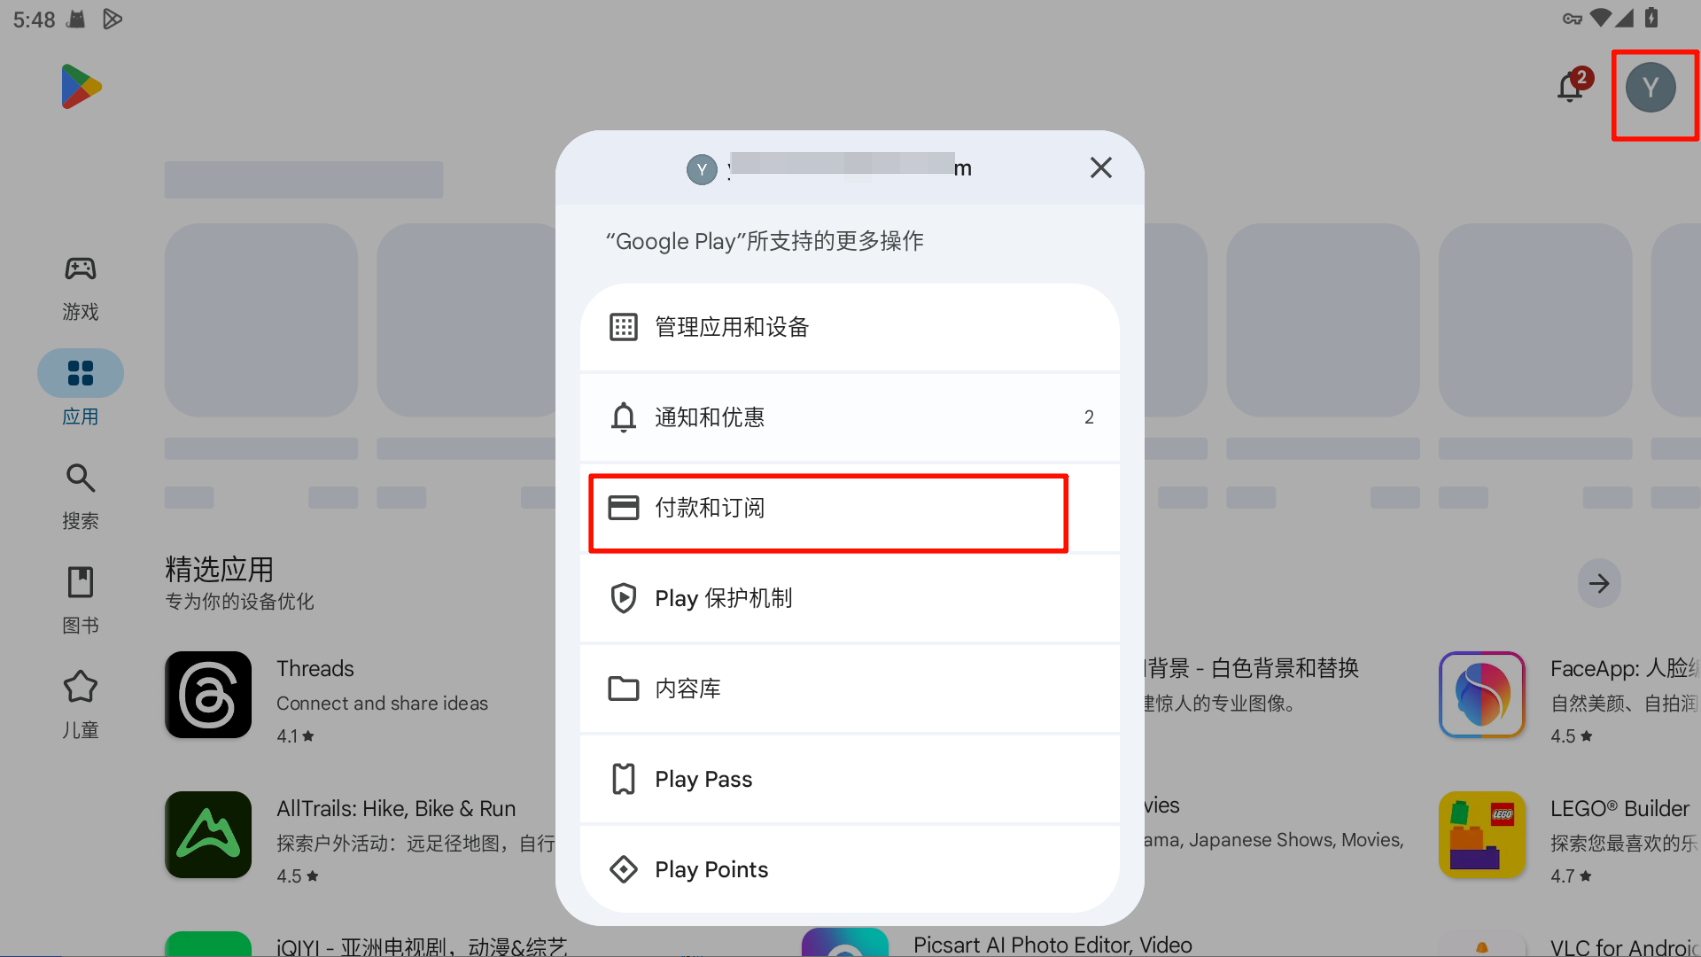 5:48
2
Y
Y
m
“Google Play”所支持的更多操作
管理应用和设备
通知和优惠
2
付款和订阅
Play 保护机制
内容库
Play Pass
Play Points
游戏
应用
搜索
图书
儿童
精选应用
专为你的设备优化
Threads
Connect and share ideas
4.1★
背景 - 白色背景和替换
建惊人的专业图像。
FaceApp: 人脸编
自然美颜、自拍润
4.5 ★
AllTrails: Hike, Bike & Run
探索户外活动：远足径地图，自行
4.5 ★
vies
ama, Japanese Shows, Movies,
LEGO
LEGO® Builder
探索您最喜欢的乐
4.7 ★
iQIYI - 亚洲电视剧，动漫&综艺
Picsart AI Photo Editor, Video
VLC for Android